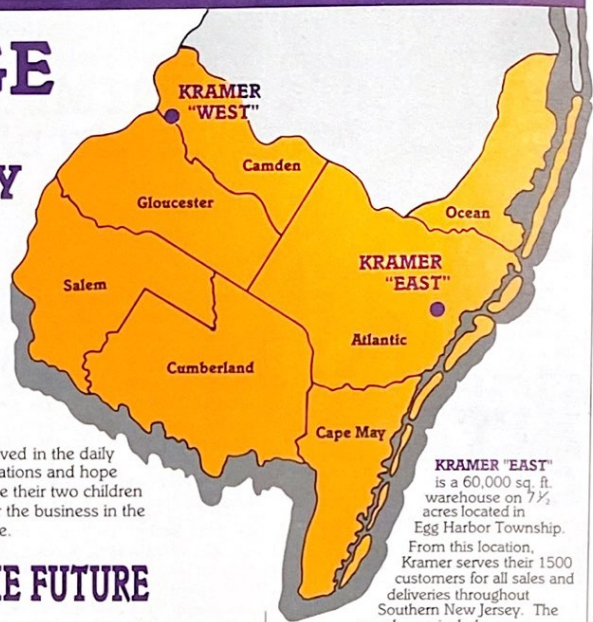 GE
Y
KRAMER
"WEST"
Camden
Gloucester
Ocean
KRAMER
"EAST"
Salem
Atlantic
Cumberland
Cape May
ved in the daily
ations and hope
e their two children
the business in the
e.
E FUTURE
KRAMER "EAST"
is a 60,000 sq. ft.
warehouse on 7½
acres located in
Egg Harbor Township.
From this location,
Kramer serves their 1500
customers for all sales and
deliveries throughout
Southern New Jersey. The